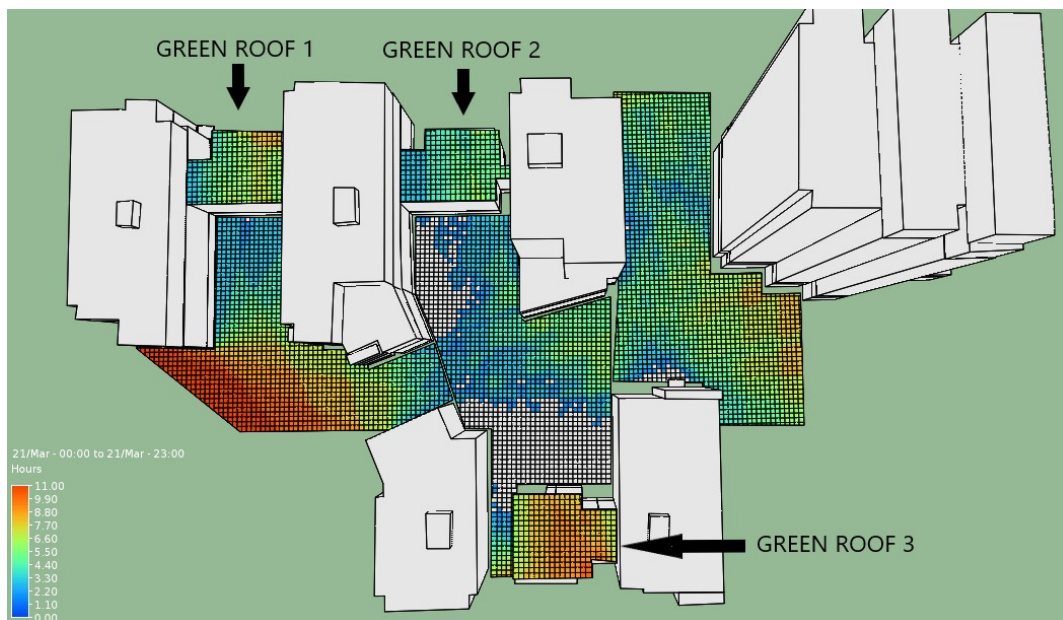 GREEN ROOF 1
GREEN ROOF 2
21/Mar - 00:00 to 21/Mar - 23:00
Hours
11.00
9.90
8.80
7.70
6.60
5.50
4.40
3.30
2.20
1.10
0.00
GREEN ROOF 3